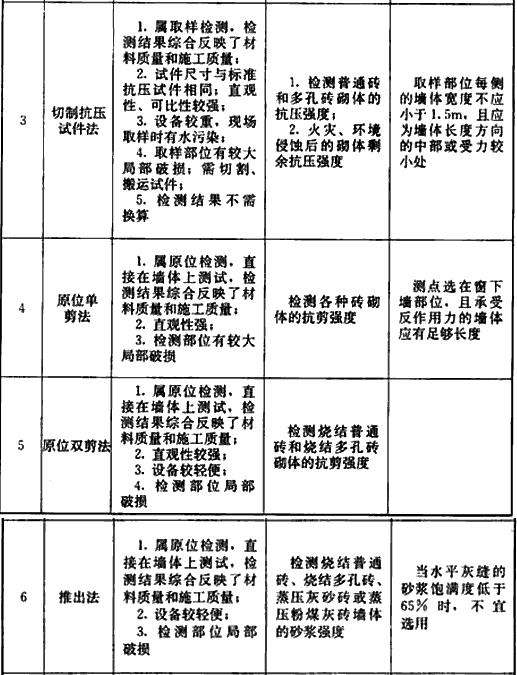 3
切制抗压
试件法
1. 属取样检测，检
测结果综合反映了材
料质量和施工质量；
2. 试件尺寸与标准
抗压试件相同；直观
性、可比性较强；
3. 设备较重，现场
取样时有水污染；
4. 取样部位有较大
局部破损；需切割、
搬运试件；
5. 检测结果不需
换算
1. 检测普通砖
和多孔砖砌体的
抗压强度；
2. 火灾、环境
侵蚀后的砌体剩
余抗压强度
取样部位每侧
的墙体宽度不应
小于1.5m，且应
为墙体长度方向
的中部或受力较
小处
4
原位单
剪法
1. 属原位检测，直
接在墙体上测试，检
测结果综合反映了材
料质量和施工质量；
2. 直观性强；
3. 检测部位有较大
局部破损
检测各种砖砌
体的抗剪强度
测点选在窗下
墙部位，且承受
反作用力的墙体
应有足够长度
5
原位双剪法
1. 属原位检测，直
接在墙体上测试，检
测结果综合反映了材
料质量和施工质量；
2. 直观性较强；
3. 设备较轻便；
4. 检测部位局部
破损
检测烧结普通
砖和烧结多孔砖
砌体的抗剪强度
6
推出法
1. 属原位检测，直
接在墙体上测试，检
测结果综合反映了材
料质量和施工质量；
2. 设备较轻便；
3. 检测部位局部
破损
检测烧结普通
砖、烧结多孔砖、
蒸压灰砂砖或蒸
压粉煤灰砖墙体
的砂浆强度
当水平灰缝的
砂浆饱满度低于
65％时，不宜
选用